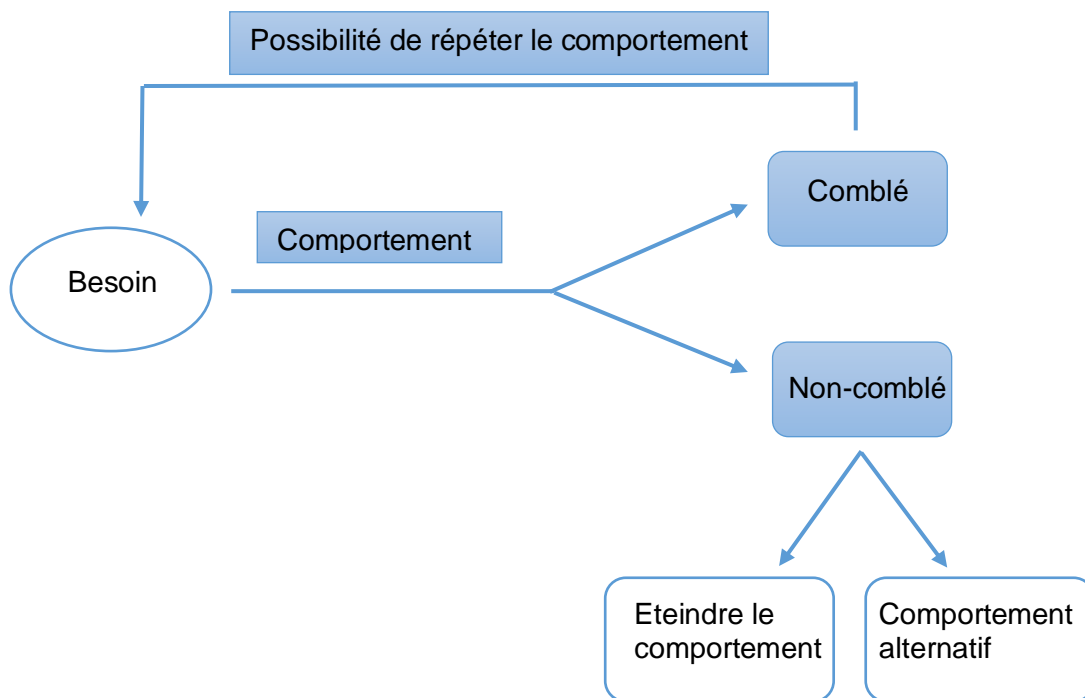 Possibilité de répéter le comportement
Comblé
Comportement
Besoin
Non-comblé
Eteindre le
comportement
Comportement
alternatif